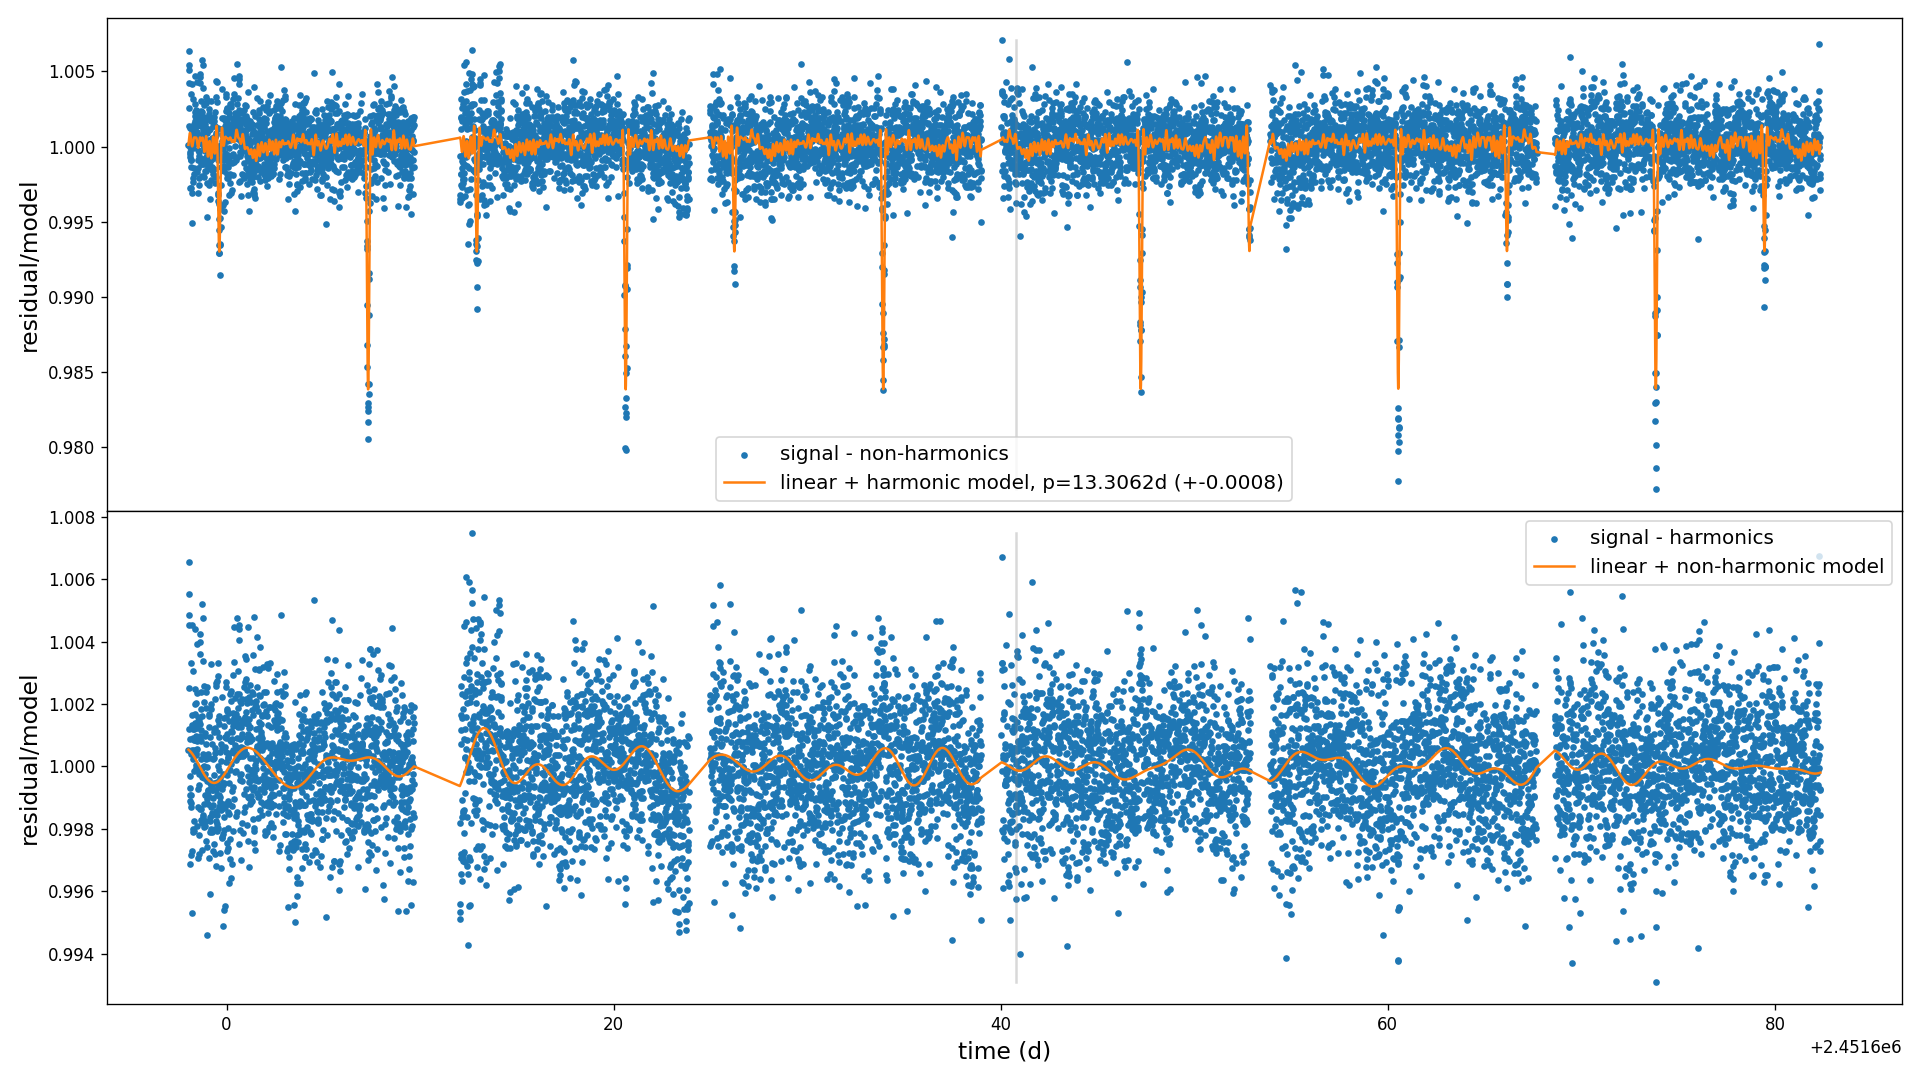 residual/model
1.005
1.000
0.995
0.990
0.985
0.980
signal - non-harmonics
linear + harmonic model, p=13.3062d (+-0.0008)
residual/model
1.008
1.006
1.004
1.002
1.000
0.998
0.996
0.994
signal - harmonics
linear + non-harmonic model
0
20
40
60
80
time (d)
+2.4516e6